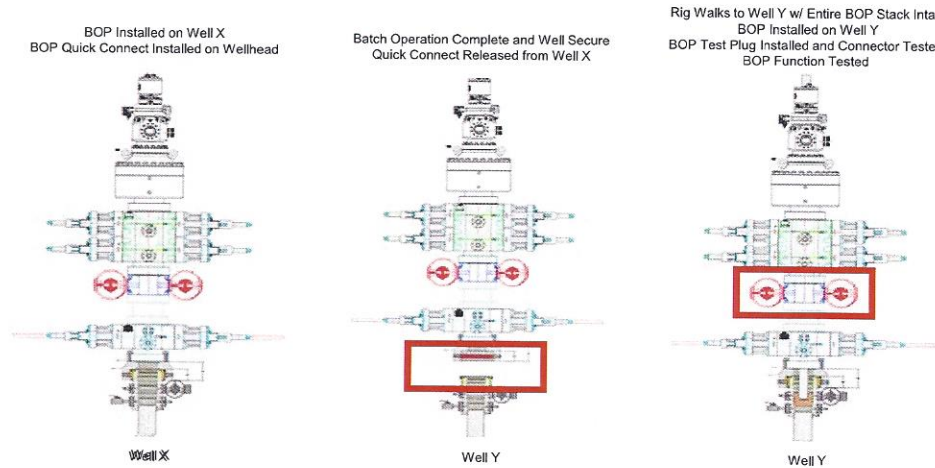 BOP Installed on Well X
BOP Quick Connect Installed on Wellhead
Batch Operation Complete and Well Secure
Quick Connect Released from Well X
Rig Walks to Well Y w/ Entire BOP Stack Inta
BOP Installed on Well Y
BOP Test Plug Installed and Connector Teste
BOP Function Tested
Well X
Well Y
Well Y